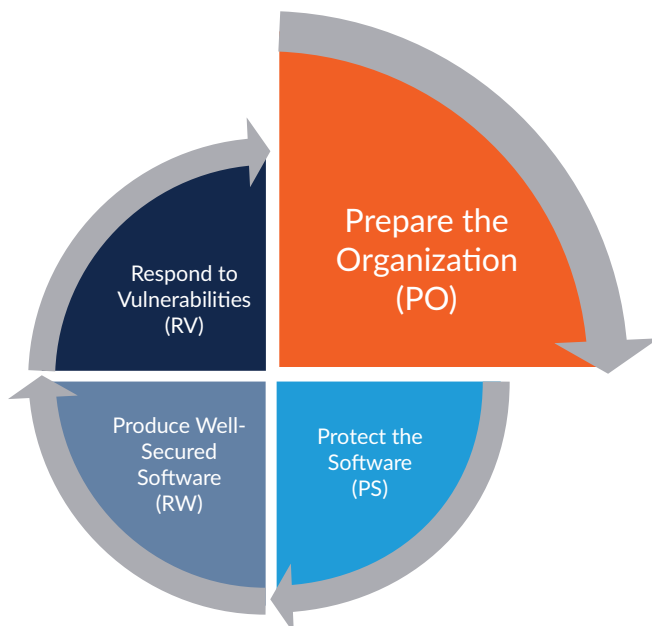 Prepare the
Organization
(PO)
Respond to
Vulnerabilities
(RV)
Produce Well-
Secured
Software
(RW)
Protect the
Software
(PS)